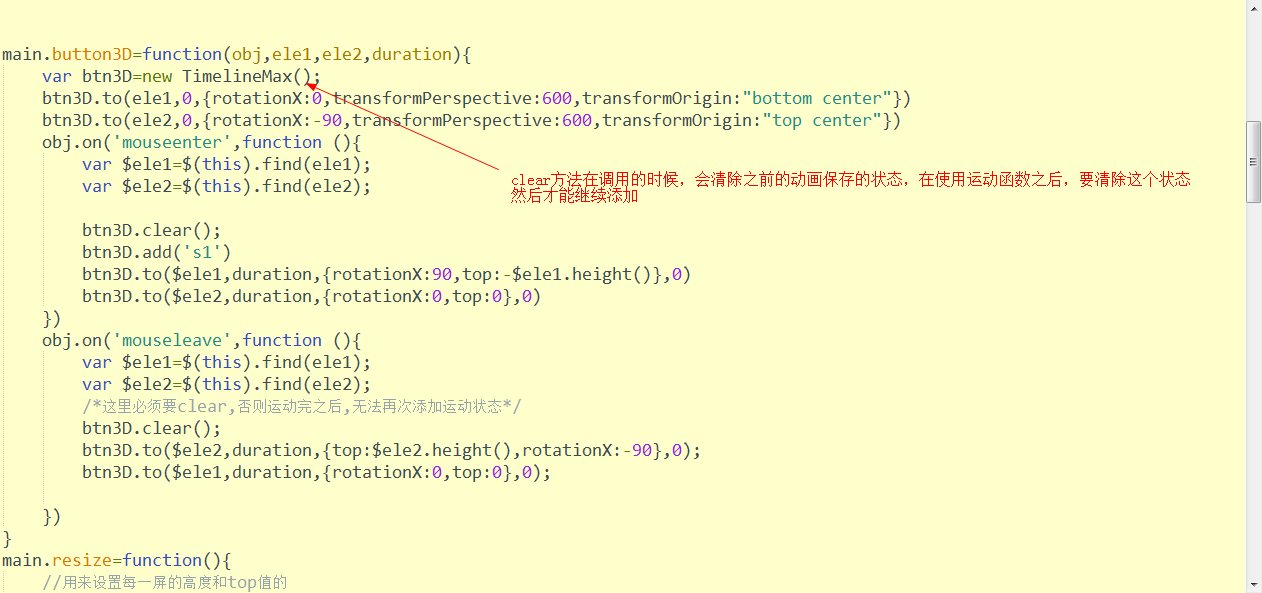 main.button3D=function(obj,ele1,ele2,duration){
    var btn3D=new TimelineMax();
    btn3D.to(ele1,0,{rotationX:0,transformPerspective:600,transformOrigin:"bottom center"})
    btn3D.to(ele2,0,{rotationX:-90,transformPerspective:600,transformOrigin:"top center"})
    obj.on('mouseenter',function (){
        var $ele1=$(this).find(ele1);
        var $ele2=$(this).find(ele2);
clear方法在调用的时候，会清除之前的动画保存的状态，在使用运动函数之后，要清除这个状态
然后才能继续添加
        btn3D.clear();
        btn3D.add('s1')
        btn3D.to($ele1,duration,{rotationX:90,top:-$ele1.height()},0)
        btn3D.to($ele2,duration,{rotationX:0,top:0},0)
    })
    obj.on('mouseleave',function (){
        var $ele1=$(this).find(ele1);
        var $ele2=$(this).find(ele2);
        /*这里必须要clear,否则运动完之后,无法再次添加运动状态*/
        btn3D.clear();
        btn3D.to($ele2,duration,{top:$ele2.height(),rotationX:-90},0);
        btn3D.to($ele1,duration,{rotationX:0,top:0},0);
    })
}
main.resize=function(){
    //用来设置每一屏的高度和top值的